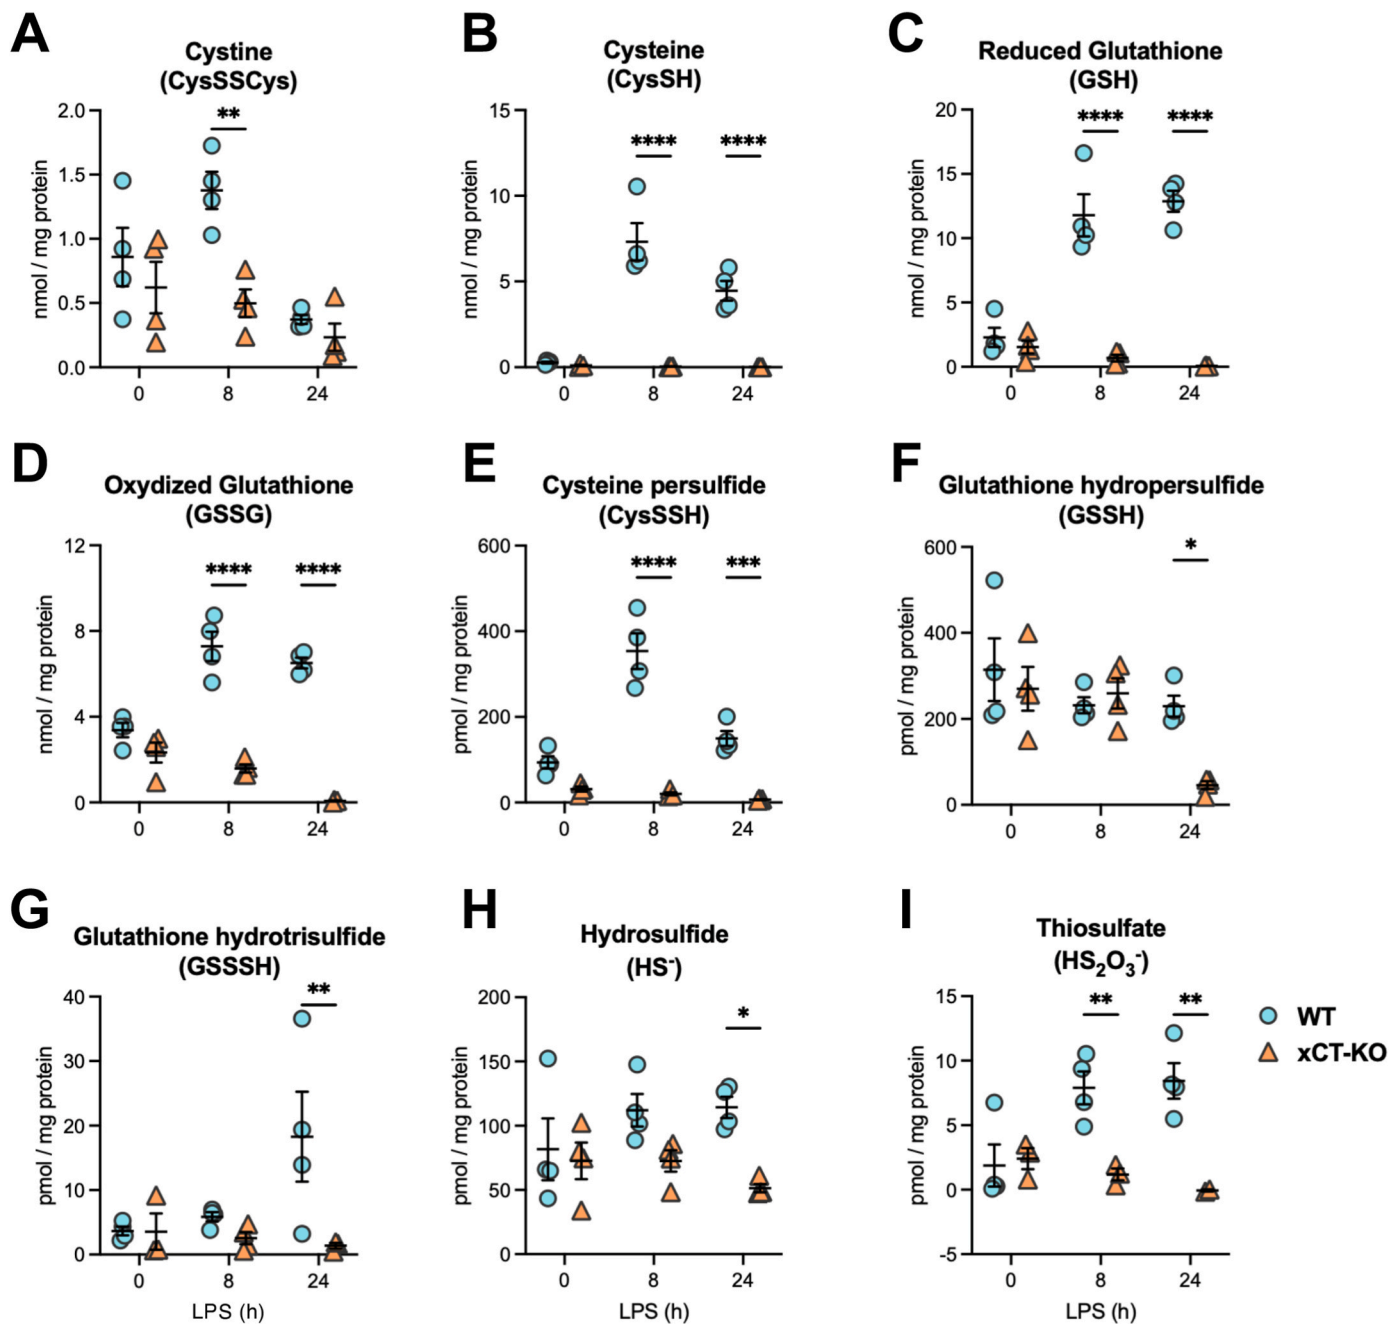 A
Cystine
(CysSSCys)
**
nmol / mg protein
2.0
1.5
1.0
0.5
0.0
0 8 24
B
Cysteine
(CysSH)
**** ****
nmol / mg protein
15
10
5
0
0 8 24
C
Reduced Glutathione
(GSH)
**** ****
nmol / mg protein
20
15
10
5
0
0 8 24
D
Oxydized Glutathione
(GSSG)
**** ****
nmol / mg protein
12
8
4
0
0 8 24
E
Cysteine persulfide
(CysSSH)
**** ***
pmol / mg protein
600
400
200
0
0 8 24
F
Glutathione hydropersulfide
(GSSH)
*
pmol / mg protein
600
400
200
0
0 8 24
G
Glutathione hydrotrisulfide
(GSSSH)
**
pmol / mg protein
40
30
20
10
0
0 8 24
LPS (h)
H
Hydrosulfide
(HS⁻)
*
pmol / mg protein
200
150
100
50
0
0 8 24
LPS (h)
I
Thiosulfate
(HS₂O₃⁻)
** **
pmol / mg protein
15
10
5
0
-5
0 8 24
LPS (h)
WT
xCT-KO